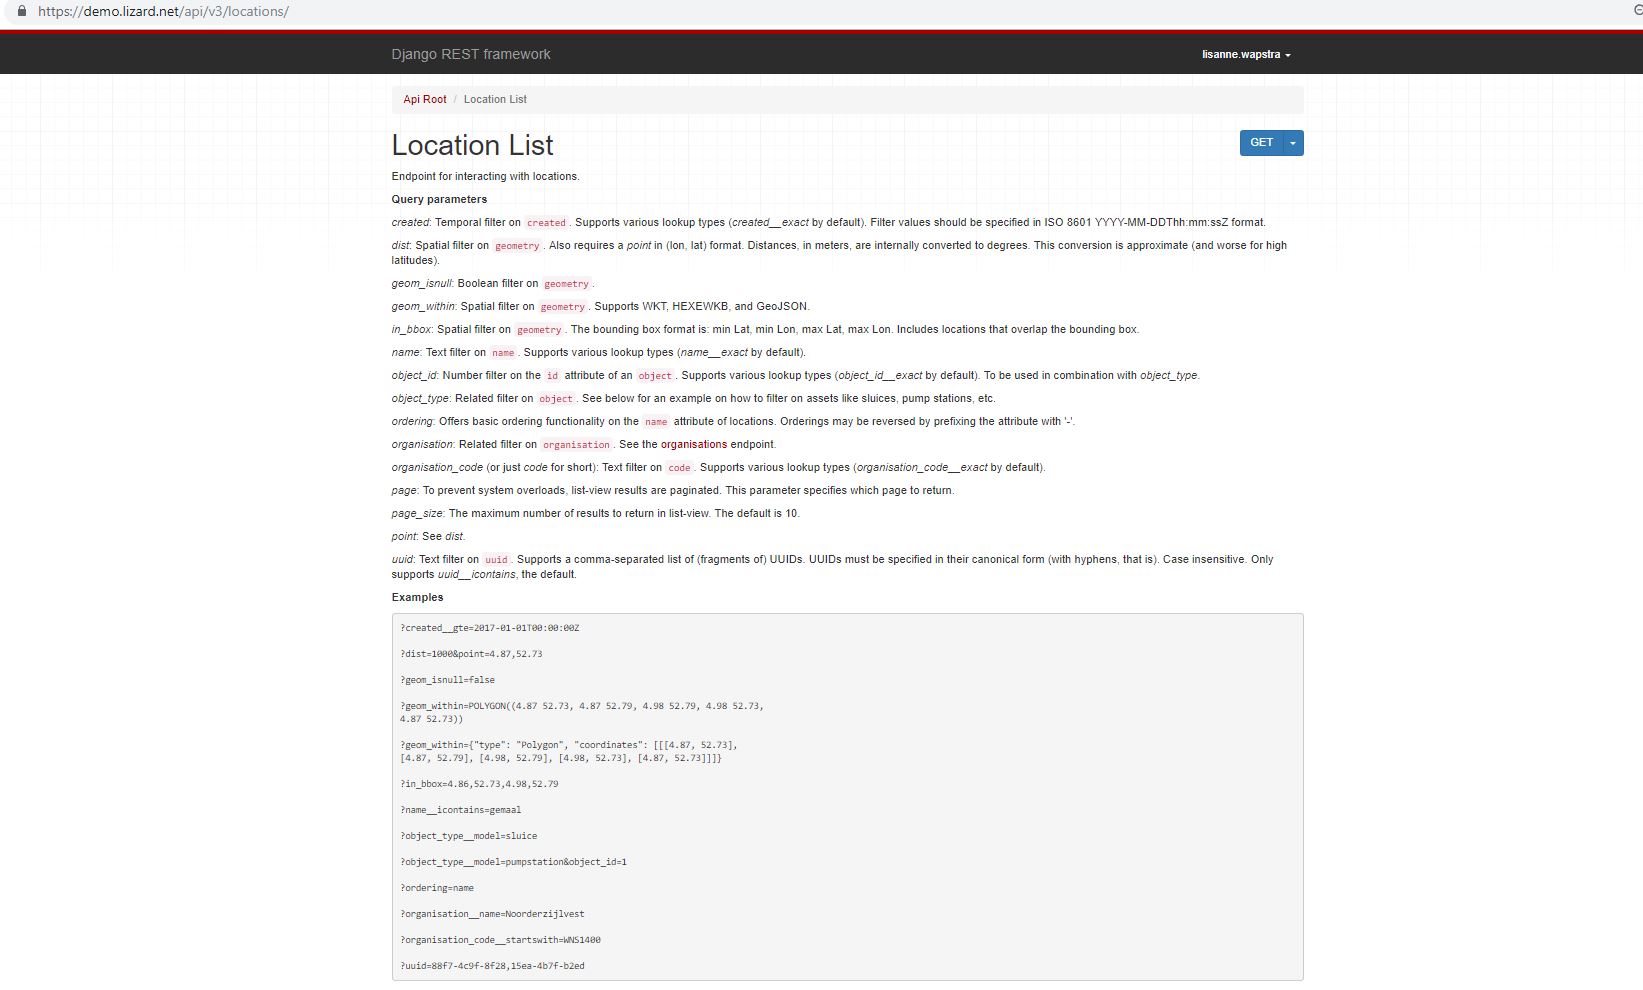 https://demo.lizard.net/api/v3/locations/
Django REST framework
lisanne.wapstra
Api Root / Location List
Location List
GET
Endpoint for interacting with locations.
Query parameters
created: Temporal filter on created. Supports various lookup types (created__exact by default). Filter values should be specified in ISO 8601 YYYY-MM-DDThh:mm:ssZ format.
dist: Spatial filter on geometry. Also requires a point in (lon, lat) format. Distances, in meters, are internally converted to degrees. This conversion is approximate (and worse for high
latitudes).
geom_isnull: Boolean filter on geometry.
geom_within: Spatial filter on geometry. Supports WKT, HEXEWKB, and GeoJSON.
in_bbox: Spatial filter on geometry. The bounding box format is: min Lat, min Lon, max Lat, max Lon. Includes locations that overlap the bounding box.
name: Text filter on name. Supports various lookup types (name__exact by default).
object_id: Number filter on the id attribute of an object. Supports various lookup types (object_id__exact by default). To be used in combination with object_type.
object_type: Related filter on object. See below for an example on how to filter on assets like sluices, pump stations, etc.
ordering: Offers basic ordering functionality on the name attribute of locations. Orderings may be reversed by prefixing the attribute with '-'.
organisation: Related filter on organisation. See the organisations endpoint.
organisation_code (or just code for short): Text filter on code. Supports various lookup types (organisation_code__exact by default).
page: To prevent system overloads, list-view results are paginated. This parameter specifies which page to return.
page_size: The maximum number of results to return in list-view. The default is 10.
point: See dist.
uuid: Text filter on uuid. Supports a comma-separated list of (fragments of) UUIDs. UUIDs must be specified in their canonical form (with hyphens, that is). Case insensitive. Only
supports uuid__icontains, the default.
Examples
?created__gte=2017-01-01T00:00:00Z
?dist=1000&point=4.87,52.73
?geom_isnull=false
?geom_within=POLYGON((4.87 52.73, 4.87 52.79, 4.98 52.79, 4.98 52.73,
4.87 52.73))
?geom_within={"type": "Polygon", "coordinates": [[[4.87, 52.73],
[4.87, 52.79], [4.98, 52.79], [4.98, 52.73], [4.87, 52.73]]]}
?in_bbox=4.86,52.73,4.98,52.79
?name__icontains=gemaal
?object_type__model=sluice
?object_type__model=pumpstation&object_id=1
?ordering=name
?organisation__name=Noorderzijlvest
?organisation_code__startswith=WNS1400
?uuid=88f7-4c9f-8f28,15ea-4b7f-b2ed